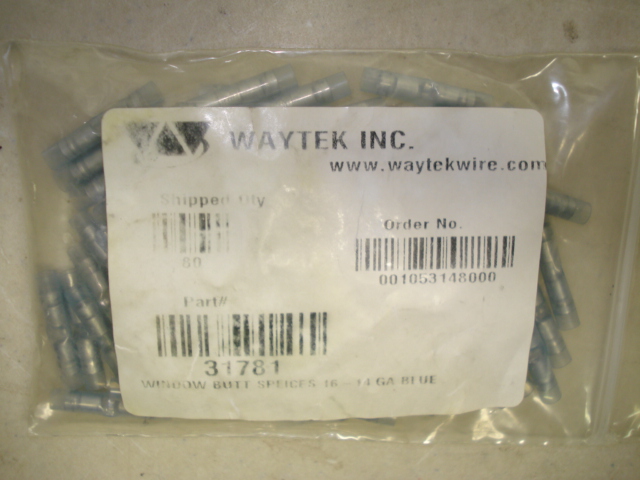 WAYTEK INC.
www.waytekwire.com
Shipped Qty
60
Order No.
001053148000
Part#
31781
WINDOW BUTT SPLICES 16-14 GA BLUE